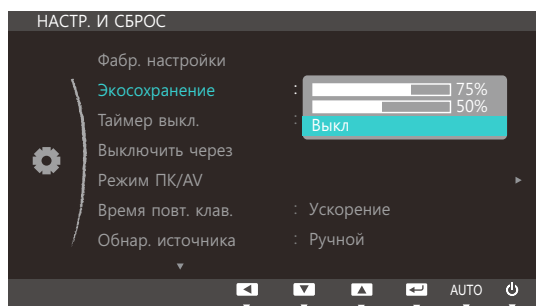 НАСТР. И СБРОС
Фабр. настройки
Экосохранение :
75%
50%
Выкл
Таймер выкл. :
Выключить через
Режим ПК/AV
Время повт. клав. : Ускорение
Обнар. источника : Ручной
AUTO